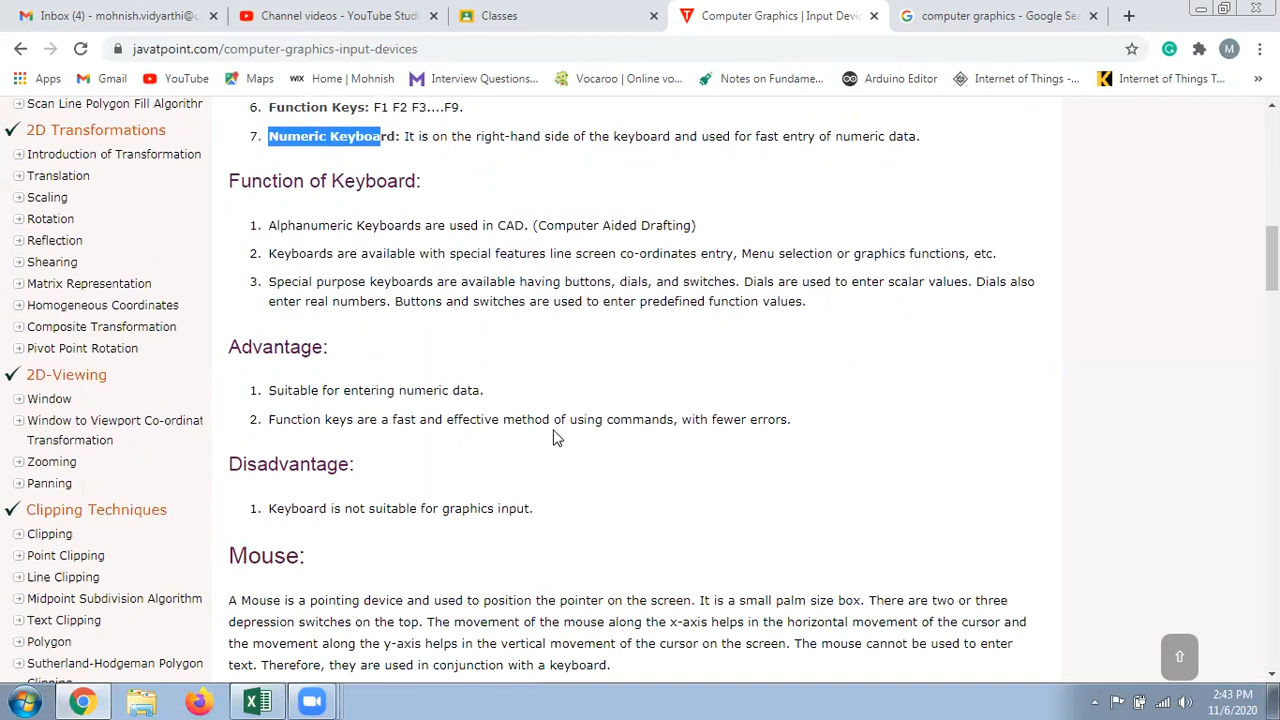 Inbox (2) - mohnish.vidyarthi@c
Channel videos - YouTube Studi
Classes
Computer Graphics | Input Devic
computer graphics - Google Sea
javatpoint.com/computer-graphics-input-devices
M
Apps
Gmail
YouTube
Maps
WIX
Home | Mohnish
Interview Questions...
Vocaroo | Online vo...
Notes on Fundame...
Arduino Editor
Internet of Things -...
Internet of Things T...
»
Scan Line Polygon Fill Algorithm
2D Transformations
Introduction of Transformation
Translation
Scaling
Rotation
Reflection
Shearing
Matrix Representation
Homogeneous Coordinates
Composite Transformation
Pivot Point Rotation
2D-Viewing
Window
Window to Viewport Co-ordinat
Transformation
Zooming
Panning
Clipping Techniques
Clipping
Point Clipping
Line Clipping
Midpoint Subdivision Algorithm
Text Clipping
Polygon
Sutherland-Hodgeman Polygon
6. Function Keys: F1 F2 F3....F9.
7. Numeric Keyboard: It is on the right-hand side of the keyboard and used for fast entry of numeric data.
Function of Keyboard:
1. Alphanumeric Keyboards are used in CAD. (Computer Aided Drafting)
2. Keyboards are available with special features line screen co-ordinates entry, Menu selection or graphics functions, etc.
3. Special purpose keyboards are available having buttons, dials, and switches. Dials are used to enter scalar values. Dials also
enter real numbers. Buttons and switches are used to enter predefined function values.
Advantage:
1. Suitable for entering numeric data.
2. Function keys are a fast and effective method of using commands, with fewer errors.
Disadvantage:
1. Keyboard is not suitable for graphics input.
Mouse:
A Mouse is a pointing device and used to position the pointer on the screen. It is a small palm size box. There are two or three
depression switches on the top. The movement of the mouse along the x-axis helps in the horizontal movement of the cursor and
the movement along the y-axis helps in the vertical movement of the cursor on the screen. The mouse cannot be used to enter
text. Therefore, they are used in conjunction with a keyboard.
2:43 PM
11/6/2020